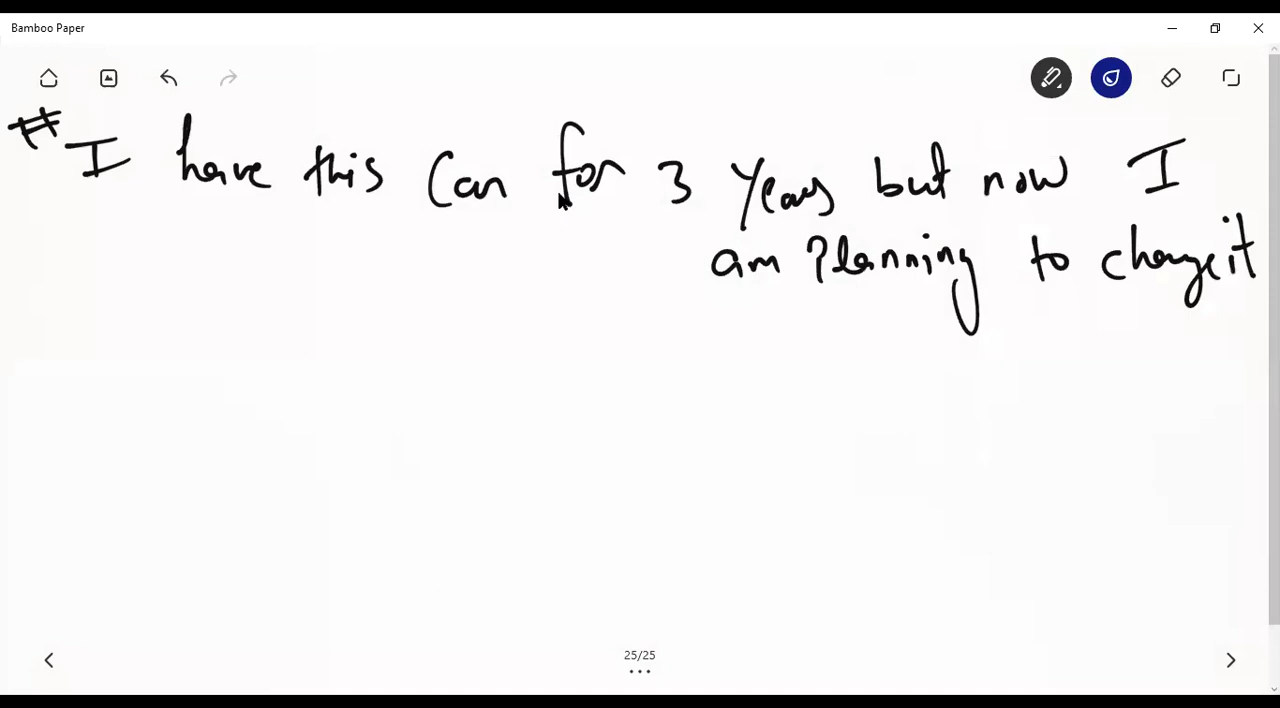 Bamboo Paper
# I have this Car for 3 Years but now I
am Planning to change it
25/25